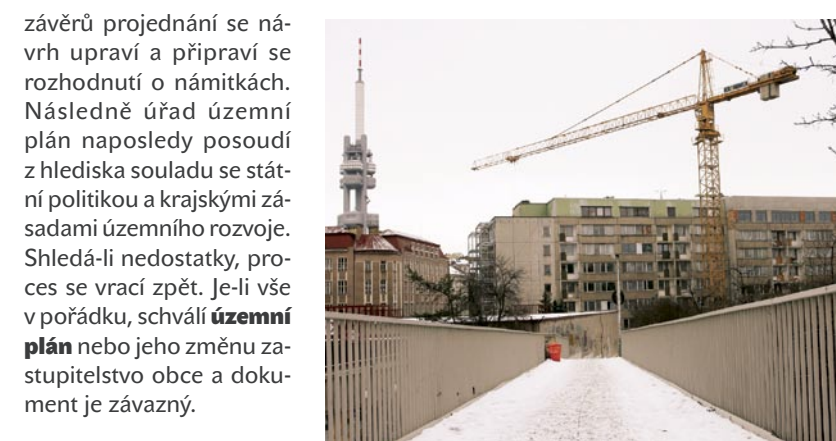 závěrů projednání se ná-
vrh upraví a připraví se
rozhodnutí o námitkách.
Následně úřad územní
plán naposledy posoudí
z hlediska souladu se stát-
ní politikou a krajskými zá-
sadami územního rozvoje.
Shledá-li nedostatky, pro-
ces se vrací zpět. Je-li vše
v pořádku, schválí územní
plán nebo jeho změnu za-
stupitelstvo obce a doku-
ment je závazný.